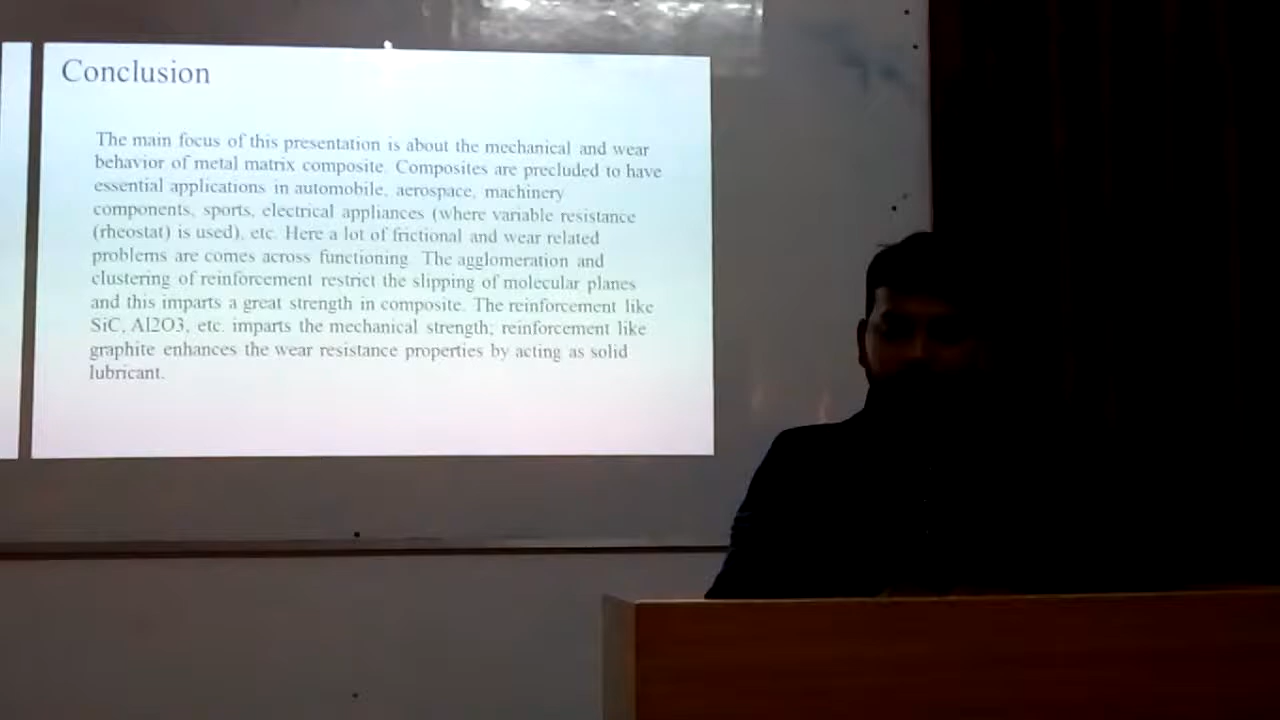 Conclusion
The main focus of this presentation is about the mechanical and wear
behavior of metal matrix composite. Composites are precluded to have
essential applications in automobile, aerospace, machinery
components, sports, electrical appliances (where variable resistance
(rheostat) is used), etc. Here a lot of frictional and wear related
problems are comes across functioning. The agglomeration and
clustering of reinforcement restrict the slipping of molecular planes
and this imparts a great strength in composite. The reinforcement like
SiC, Al2O3, etc. imparts the mechanical strength; reinforcement like
graphite enhances the wear resistance properties by acting as solid
lubricant.